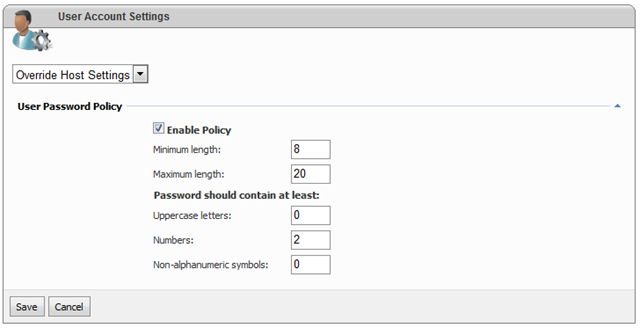 User Account Settings
Override Host Settings
User Password Policy
Enable Policy
Minimum length: 8
Maximum length: 20
Password should contain at least:
Uppercase letters: 0
Numbers: 2
Non-alphanumeric symbols: 0
Save Cancel